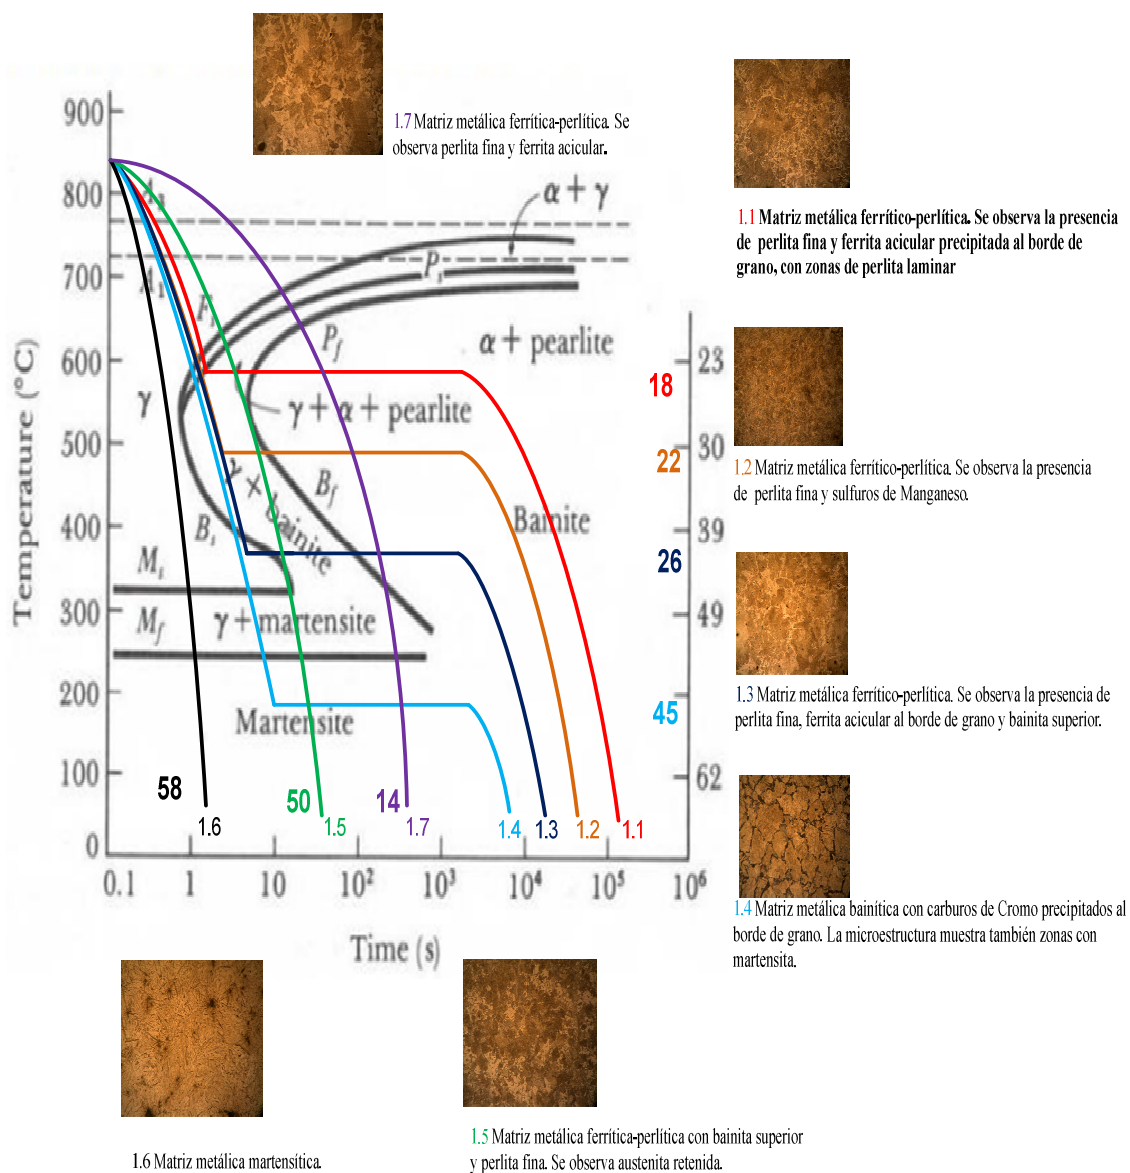 1.7 Matriz metálica ferrítica-perlítica. Se
observa perlita fina y ferrita acicular.
1.1 Matriz metálica ferrítico-perlítica. Se observa la presencia
de perlita fina y ferrita acicular precipitada al borde de
grano, con zonas de perlita laminar
1.2 Matriz metálica ferrítico-perlítica. Se observa la presencia
de perlita fina y sulfuros de Manganeso.
1.3 Matriz metálica ferrítico-perlítica. Se observa la presencia de
perlita fina, ferrita acicular al borde de grano y bainita superior.
1.4 Matriz metálica bainítica con carburos de Cromo precipitados al
borde de grano. La microestructura muestra también zonas con
martensita.
Temperature (°C)
900
800
700
600
500
400
300
200
100
0
A3
A1
α + γ
Fs
Ps
Pf
α + pearlite
γ
γ + α + pearlite
γ + bainite
Bf
Bs
Bainite
Ms
γ + martensite
Mf
Martensite
18
22
26
45
23
30
39
49
62
58
50
14
1.6
1.5
1.7
1.4
1.3
1.2
1.1
0.1
1
10
10²
10³
10⁴
10⁵
10⁶
Time (s)
1.6 Matriz metálica martensítica.
1.5 Matriz metálica ferrítica-perlítica con bainita superior
y perlita fina. Se observa austenita retenida.